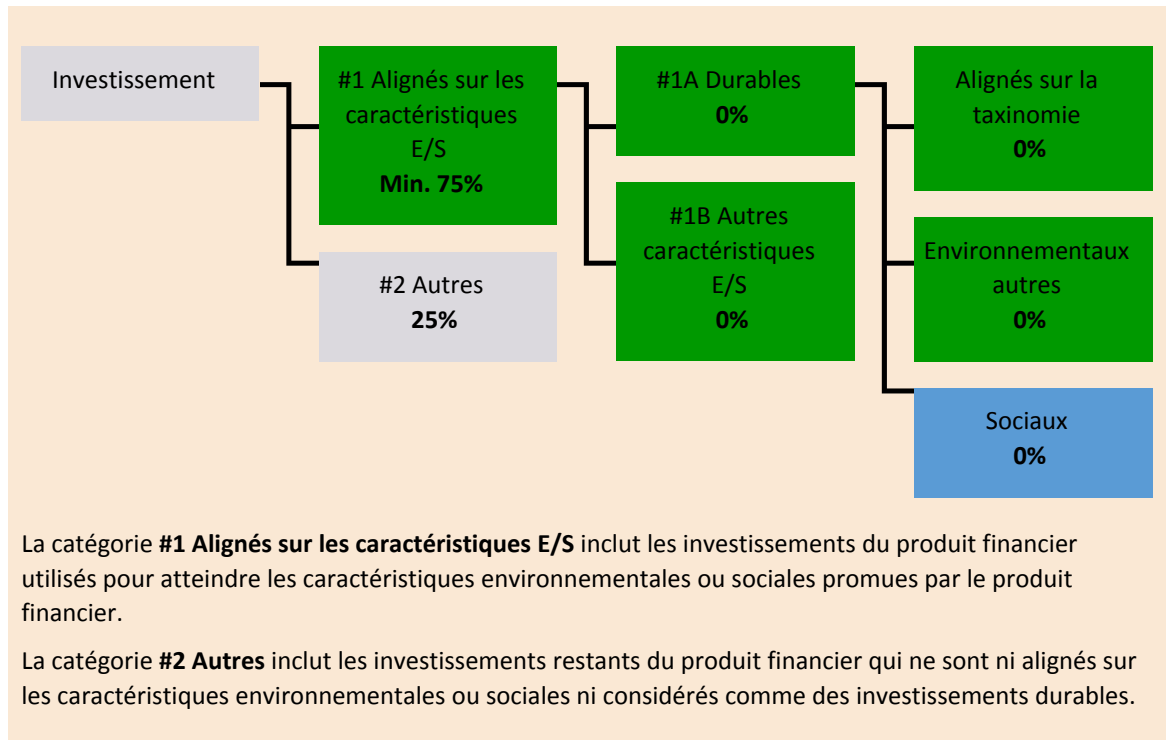 Investissement
#1 Alignés sur les
caractéristiques
E/S
Min. 75%
#2 Autres
25%
#1A Durables
0%
#1B Autres
caractéristiques
E/S
0%
Alignés sur la
taxinomie
0%
Environnementaux
autres
0%
Sociaux
0%
La catégorie #1 Alignés sur les caractéristiques E/S inclut les investissements du produit financier
utilisés pour atteindre les caractéristiques environnementales ou sociales promues par le produit
financier.
La catégorie #2 Autres inclut les investissements restants du produit financier qui ne sont ni alignés sur
les caractéristiques environnementales ou sociales ni considérés comme des investissements durables.